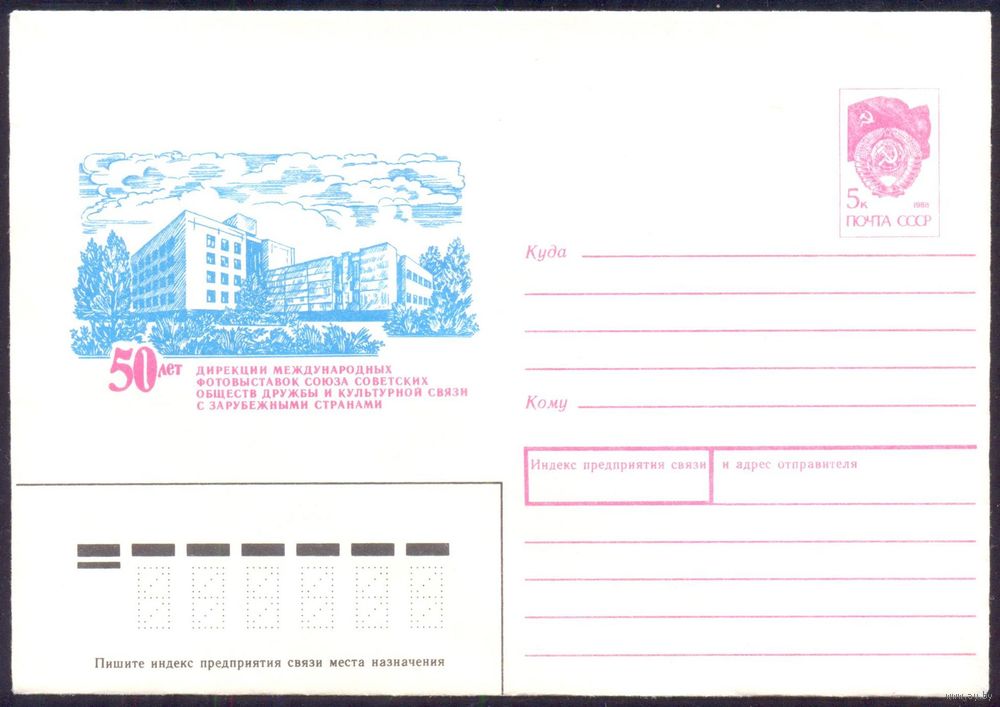 5к 1988
ПОЧТА СССР
Куда
50 лет ДИРЕКЦИИ МЕЖДУНАРОДНЫХ
ФОТОВЫСТАВОК СОЮЗА СОВЕТСКИХ
ОБЩЕСТВ ДРУЖБЫ И КУЛЬТУРНОЙ СВЯЗИ
С ЗАРУБЕЖНЫМИ СТРАНАМИ
Кому
Индекс предприятия связи и адрес отправителя
Пишите индекс предприятия связи места назначения